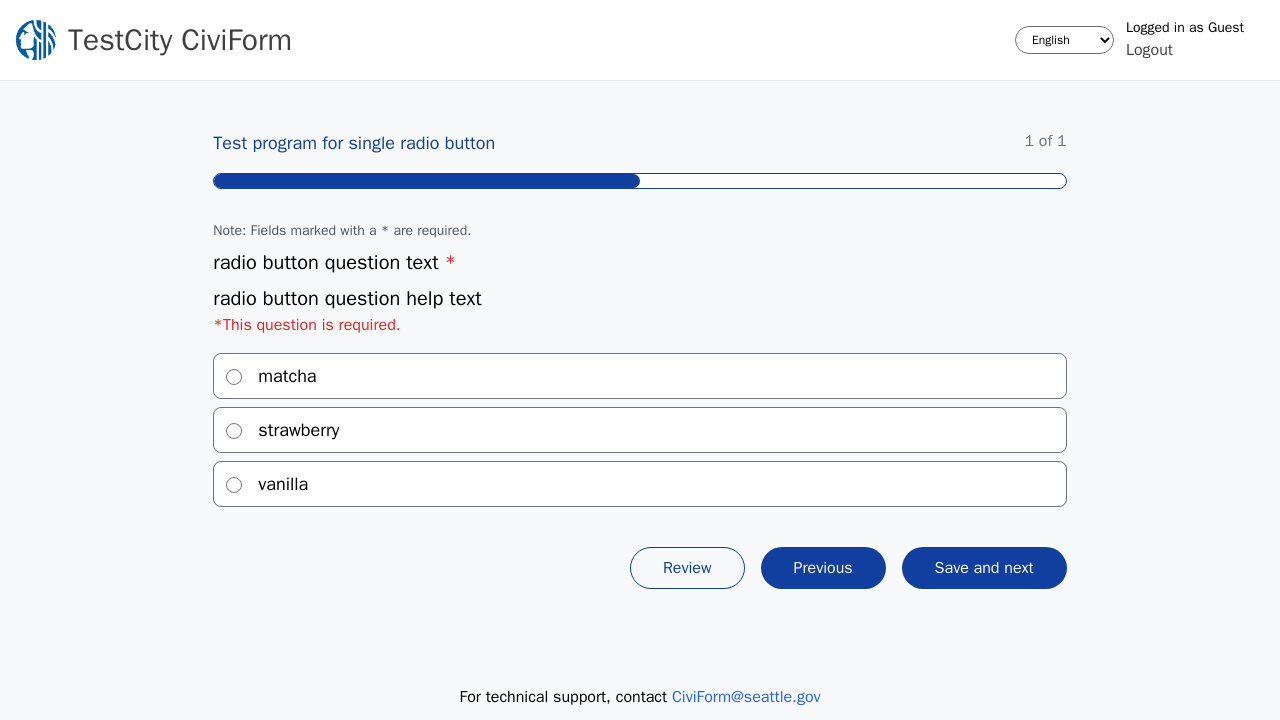 TestCity CiviForm
English
Logged in as Guest
Logout
Test program for single radio button
1 of 1
Note: Fields marked with a * are required.
radio button question text *
radio button question help text
*This question is required.
matcha
strawberry
vanilla
Review
Previous
Save and next
For technical support, contact CiviForm@seattle.gov